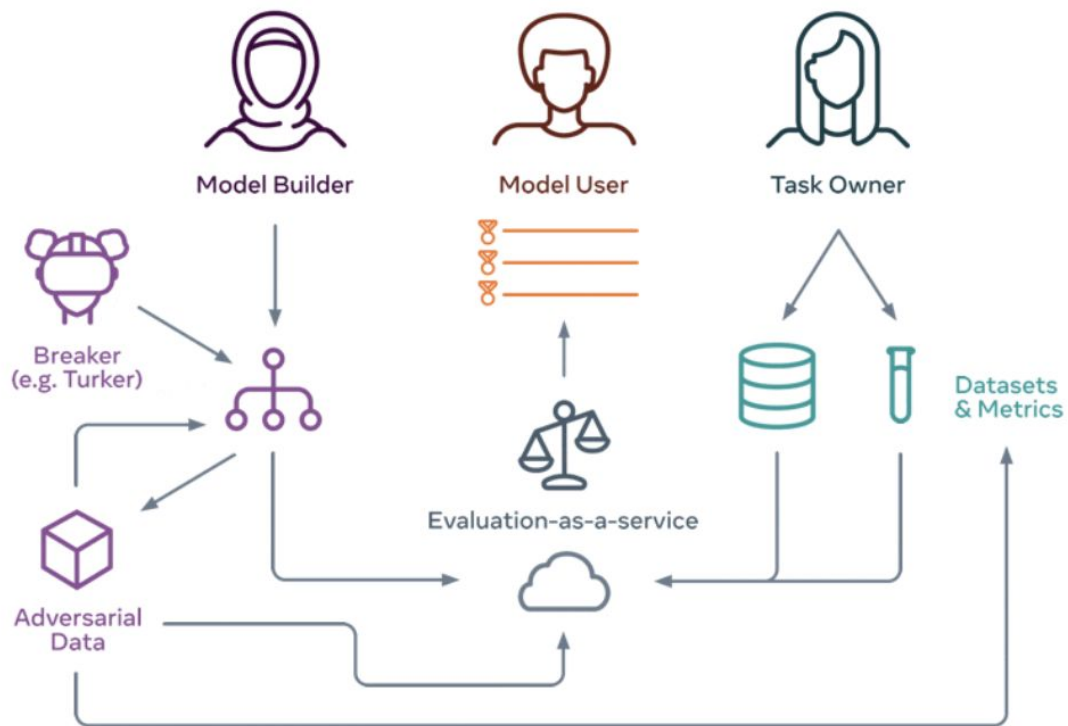 Model Builder
Model User
Task Owner
Breaker
(e.g. Turker)
Datasets
& Metrics
Evaluation-as-a-service
Adversarial
Data